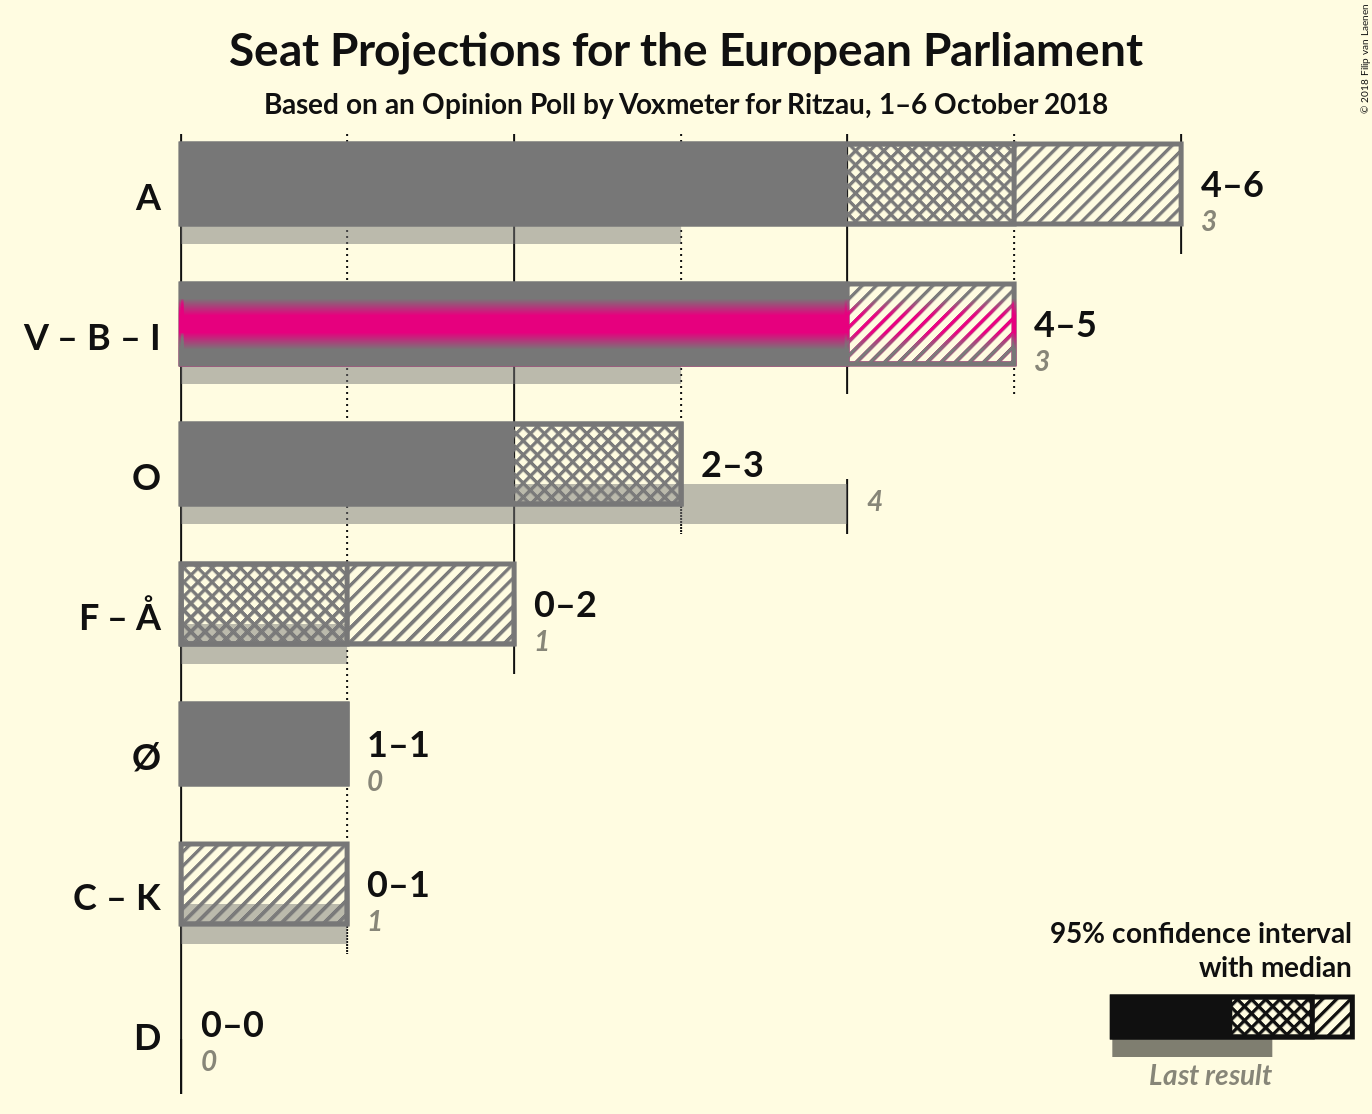 Seat Projections for the European Parliament
Based on an Opinion Poll by Voxmeter for Ritzau, 1–6 October 2018
© 2018 Filip van Laenen
A
4–6
3
V – B – I
4–5
3
O
2–3
4
F – Å
0–2
1
Ø
1–1
0
C – K
0–1
1
D
0–0
0
95% confidence interval
with median
Last result